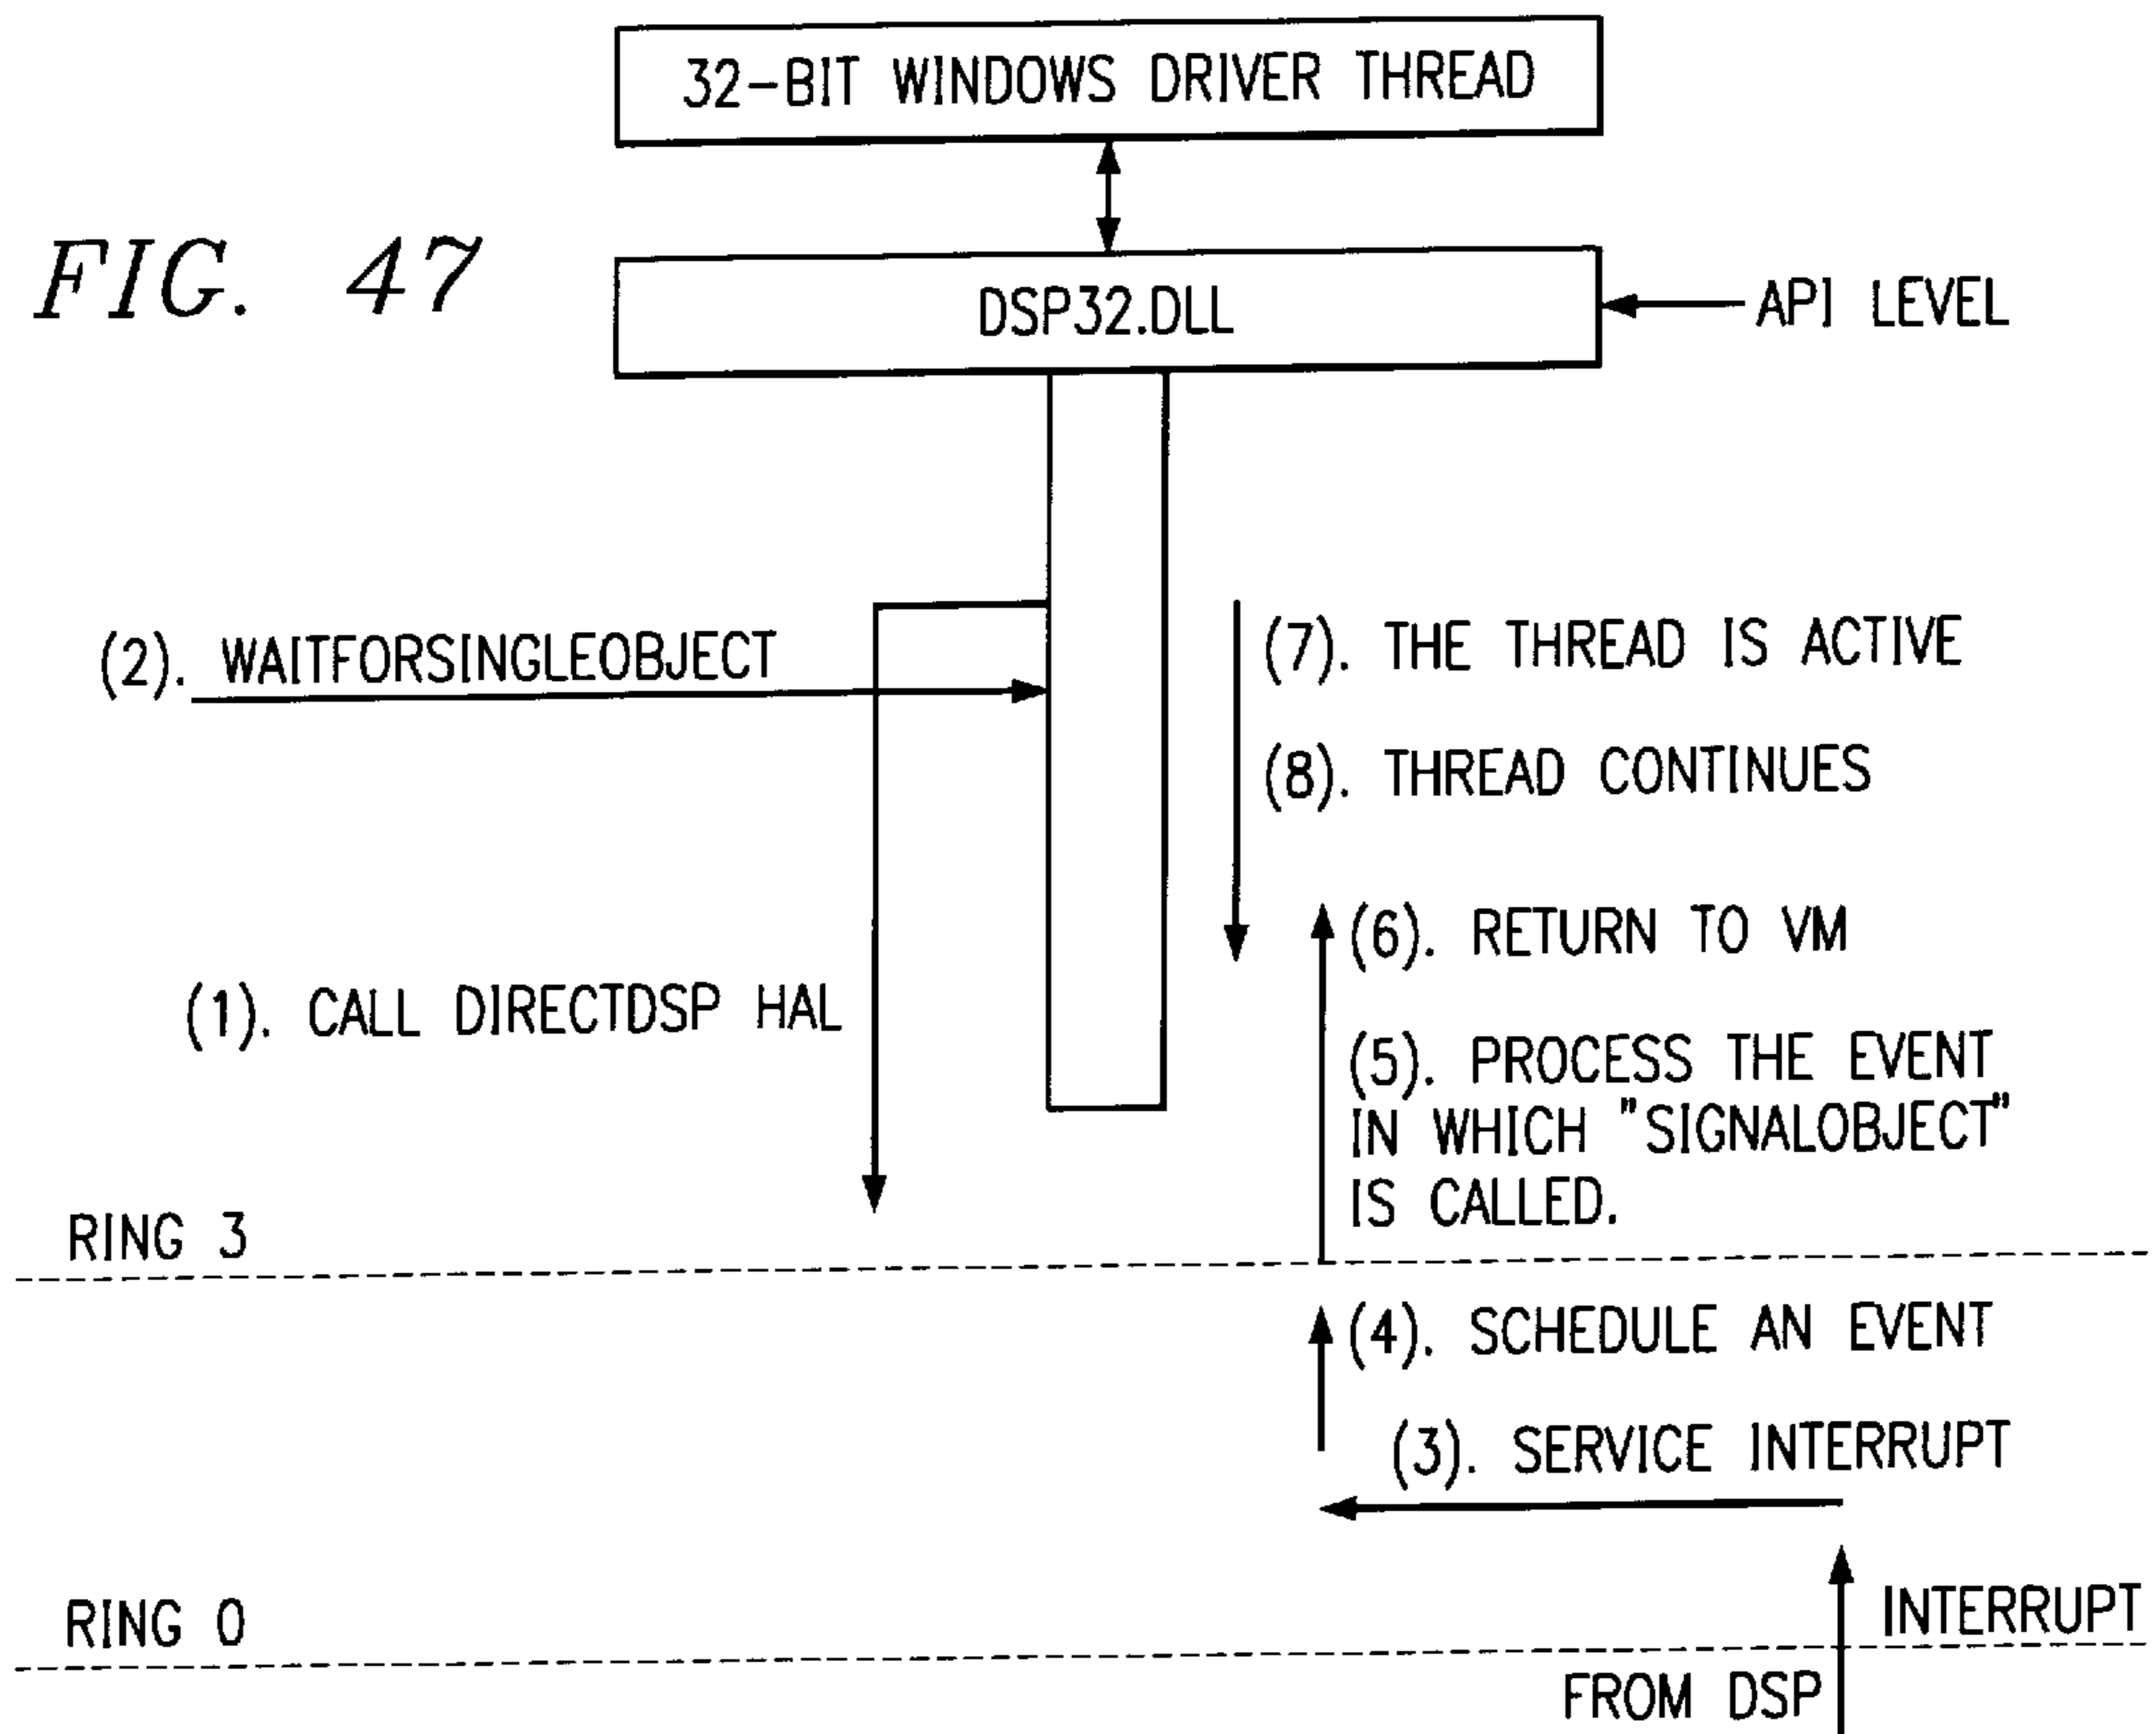 32-BIT WINDOWS DRIVER THREAD
FIG. 47
DSP32.DLL
API LEVEL
(2). WAITFORSINGLEOBJECT
(7). THE THREAD IS ACTIVE
(8). THREAD CONTINUES
(6). RETURN TO VM
(1). CALL DIRECTDSP HAL
(5). PROCESS THE EVENT
IN WHICH "SIGNALOBJECT"
IS CALLED.
RING 3
(4). SCHEDULE AN EVENT
(3). SERVICE INTERRUPT
RING 0
INTERRUPT
FROM DSP